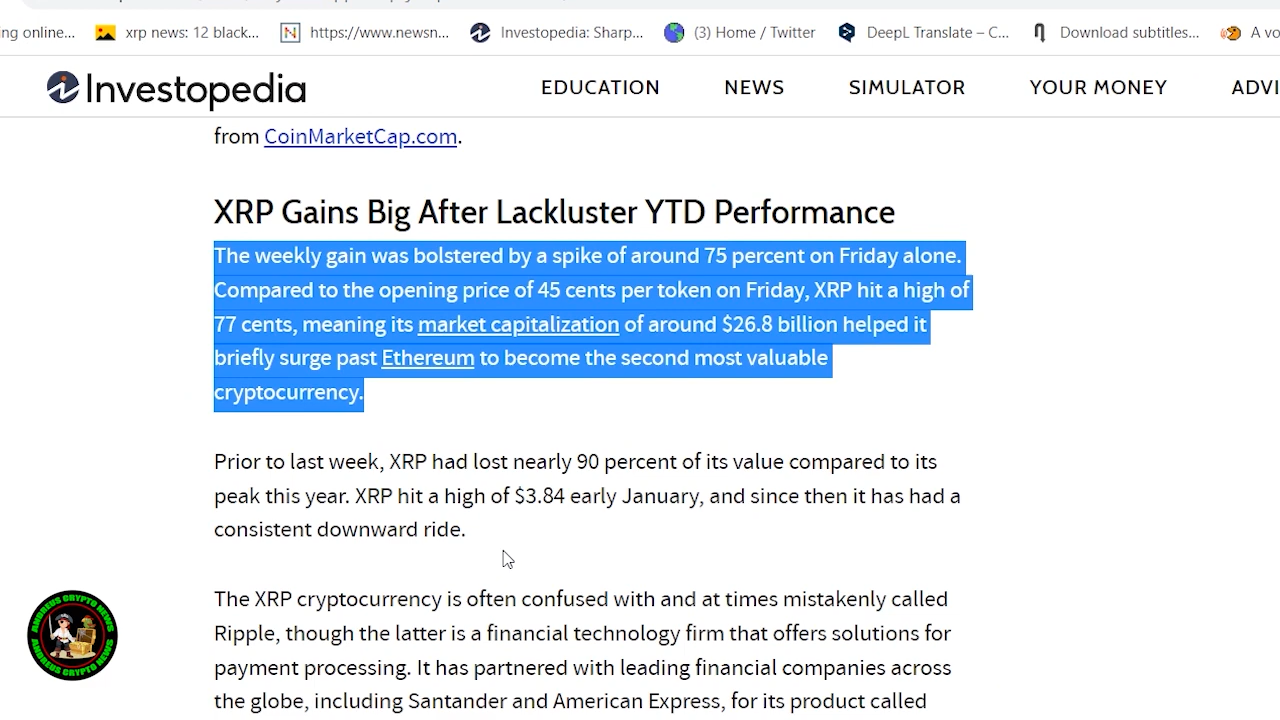 ng online... xrp news: 12 black... https://www.newsn... Investopedia: Sharp... (3) Home / Twitter DeepL Translate – C... Download subtitles... A vo
Investopedia EDUCATION NEWS SIMULATOR YOUR MONEY ADVI
from CoinMarketCap.com.
XRP Gains Big After Lackluster YTD Performance
The weekly gain was bolstered by a spike of around 75 percent on Friday alone.
Compared to the opening price of 45 cents per token on Friday, XRP hit a high of
77 cents, meaning its market capitalization of around $26.8 billion helped it
briefly surge past Ethereum to become the second most valuable
cryptocurrency.
Prior to last week, XRP had lost nearly 90 percent of its value compared to its
peak this year. XRP hit a high of $3.84 early January, and since then it has had a
consistent downward ride.
The XRP cryptocurrency is often confused with and at times mistakenly called
Ripple, though the latter is a financial technology firm that offers solutions for
payment processing. It has partnered with leading financial companies across
the globe, including Santander and American Express, for its product called
ANDREUS CRYPTO NEWS
ANDREUS CRYPTO NEWS